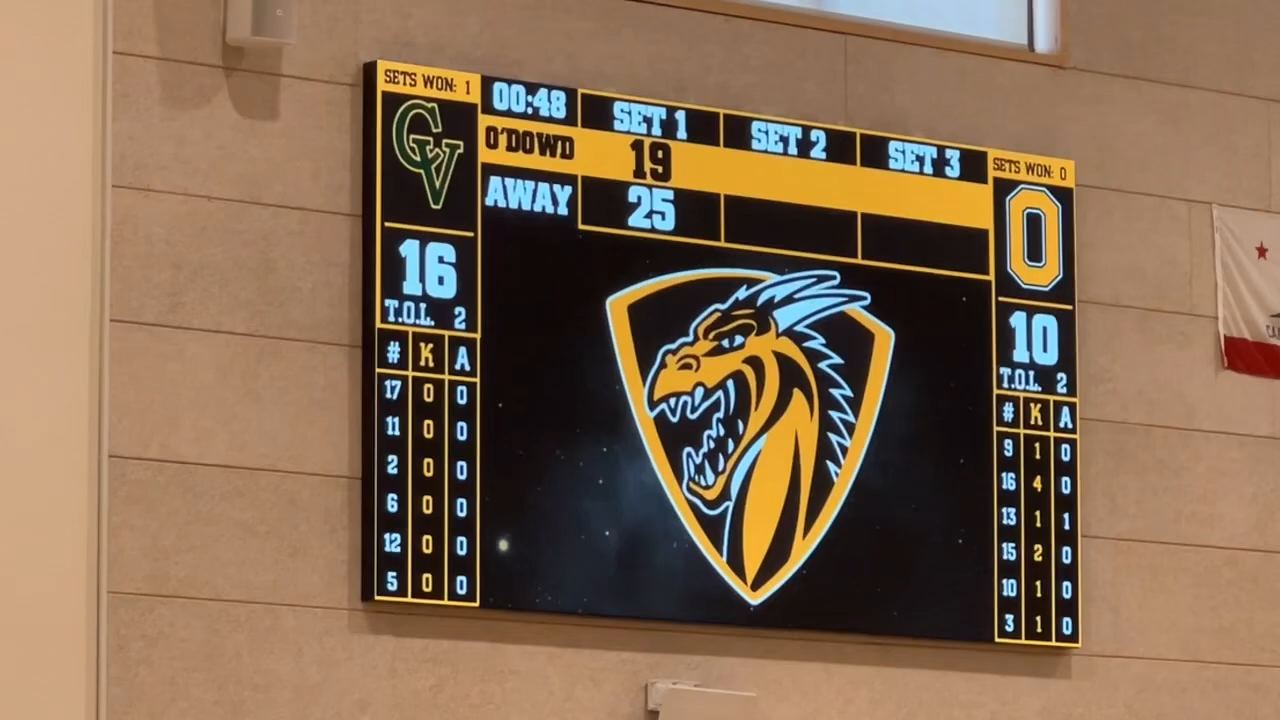 SETS WON: 1
CV
16
T.O.L. 2
# K A
17 0 0
11 0 0
2 0 0
6 0 0
12 0 0
5 0 0
00:48 SET 1 SET 2 SET 3
O'DOWD 19
AWAY 25
SETS WON: 0
O
10
T.O.L. 2
# K A
9 1 0
16 4 0
13 1 1
15 2 0
10 1 0
3 1 0